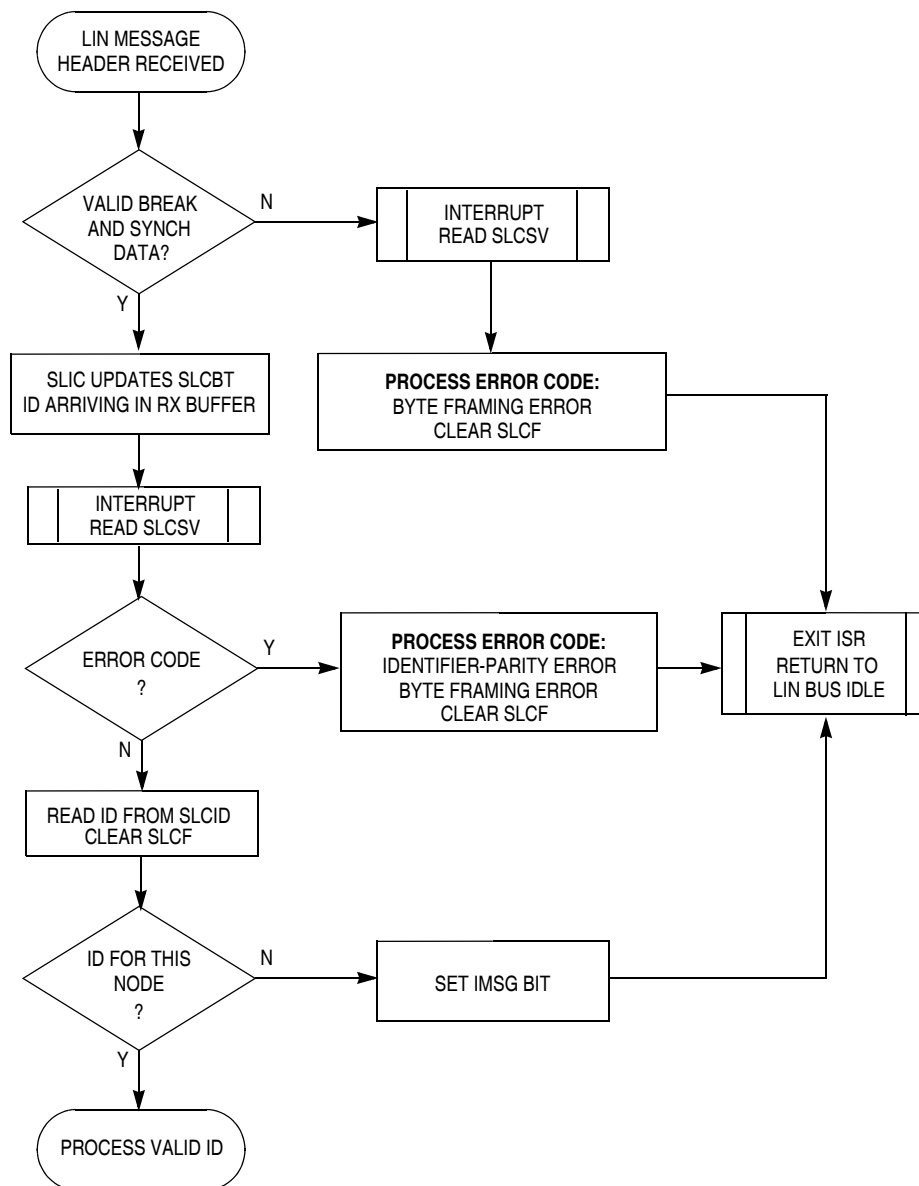 LIN MESSAGE
HEADER RECEIVED
VALID BREAK
AND SYNCH
DATA?
N
Y
INTERRUPT
READ SLCSV
SLIC UPDATES SLCBT
ID ARRIVING IN RX BUFFER
PROCESS ERROR CODE:
BYTE FRAMING ERROR
CLEAR SLCF
INTERRUPT
READ SLCSV
ERROR CODE
?
Y
N
PROCESS ERROR CODE:
IDENTIFIER-PARITY ERROR
BYTE FRAMING ERROR
CLEAR SLCF
EXIT ISR
RETURN TO
LIN BUS IDLE
READ ID FROM SLCID
CLEAR SLCF
ID FOR THIS
NODE
?
N
Y
SET IMSG BIT
PROCESS VALID ID